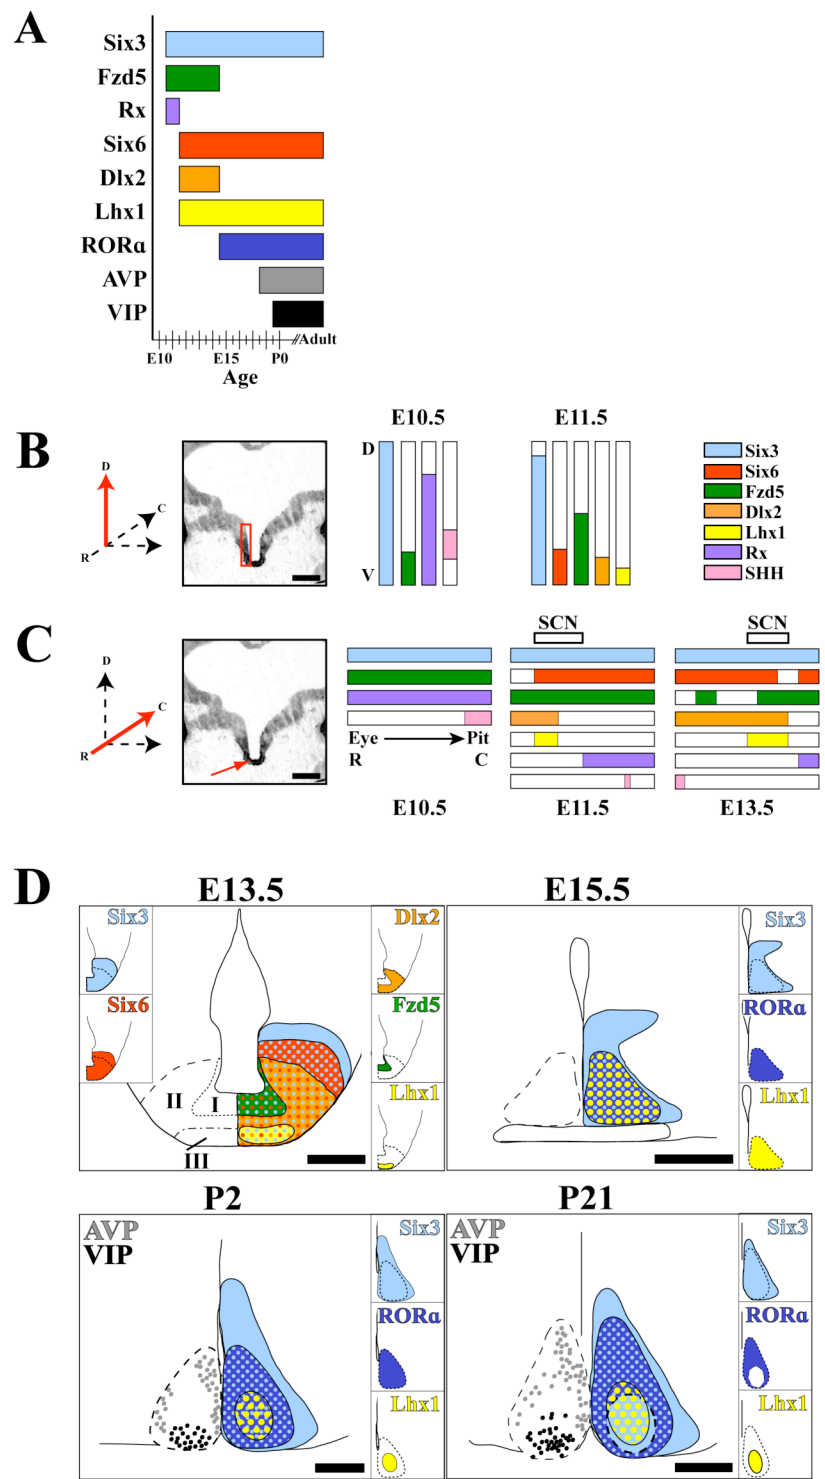 A
Six3
Fzd5
Rx
Six6
Dlx2
Lhx1
RORα
AVP
VIP
E10 E15 P0 //Adult
Age
B
D
C
R
E10.5
D
V
E11.5
Six3
Six6
Fzd5
Dlx2
Lhx1
Rx
SHH
C
D
C
R
Eye Pit
R C
E10.5
SCN
E11.5
SCN
E13.5
D
E13.5
Six3
Six6
Dlx2
Fzd5
Lhx1
II
I
III
E15.5
Six3
RORα
Lhx1
P2
AVP
VIP
Six3
RORα
Lhx1
P21
AVP
VIP
Six3
RORα
Lhx1